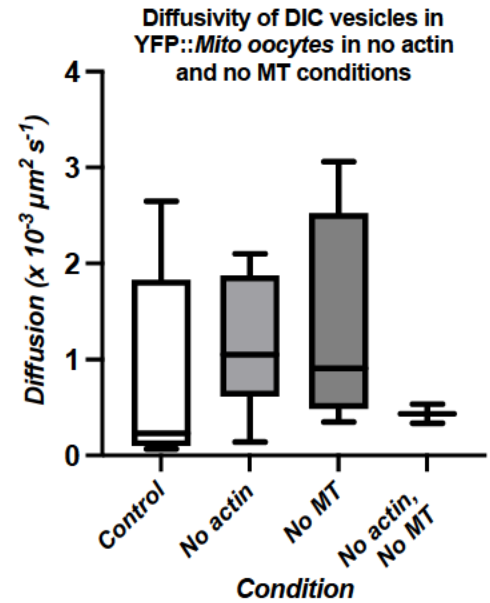 Diffusivity of DIC vesicles in
YFP::Mito oocytes in no actin
and no MT conditions
4
3
2
1
0
Diffusion (x 10⁻³ µm² s⁻¹)
Control
No actin
No MT
No actin,
No MT
Condition